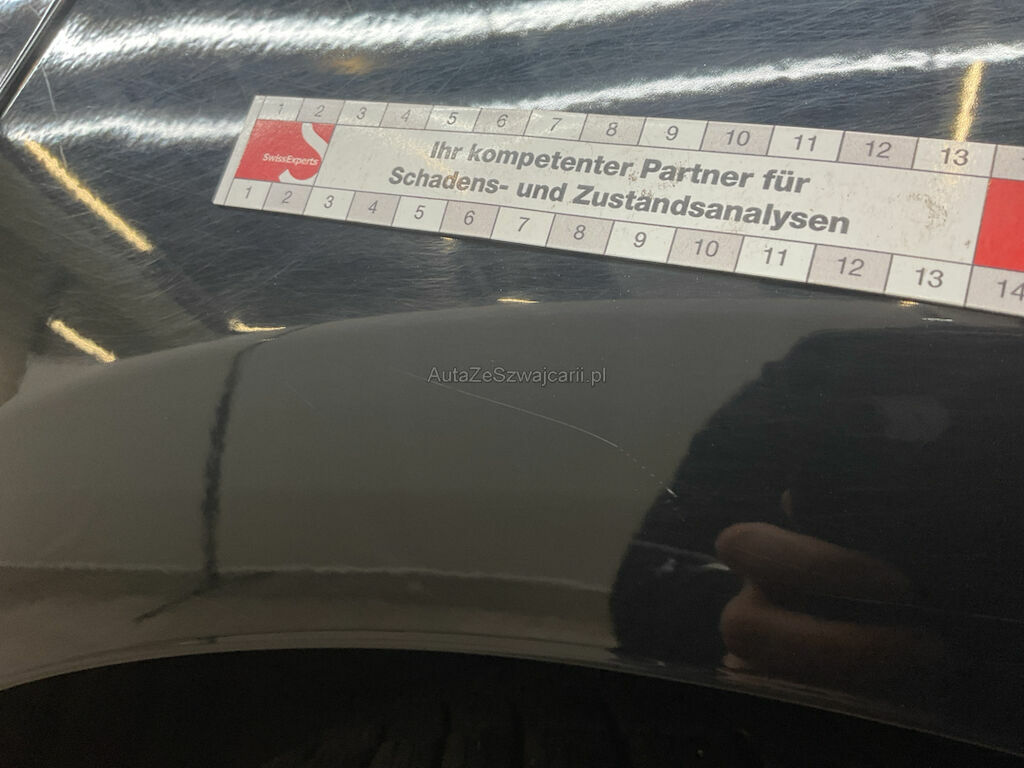 1 2 3 4 5 6 7 8 9 10 11 12 13
SwissExperts
Ihr kompetenter Partner für
Schadens- und Zustandsanalysen
1 2 3 4 5 6 7 8 9 10 11 12 13 14
AutaZeSzwajcarii.pl